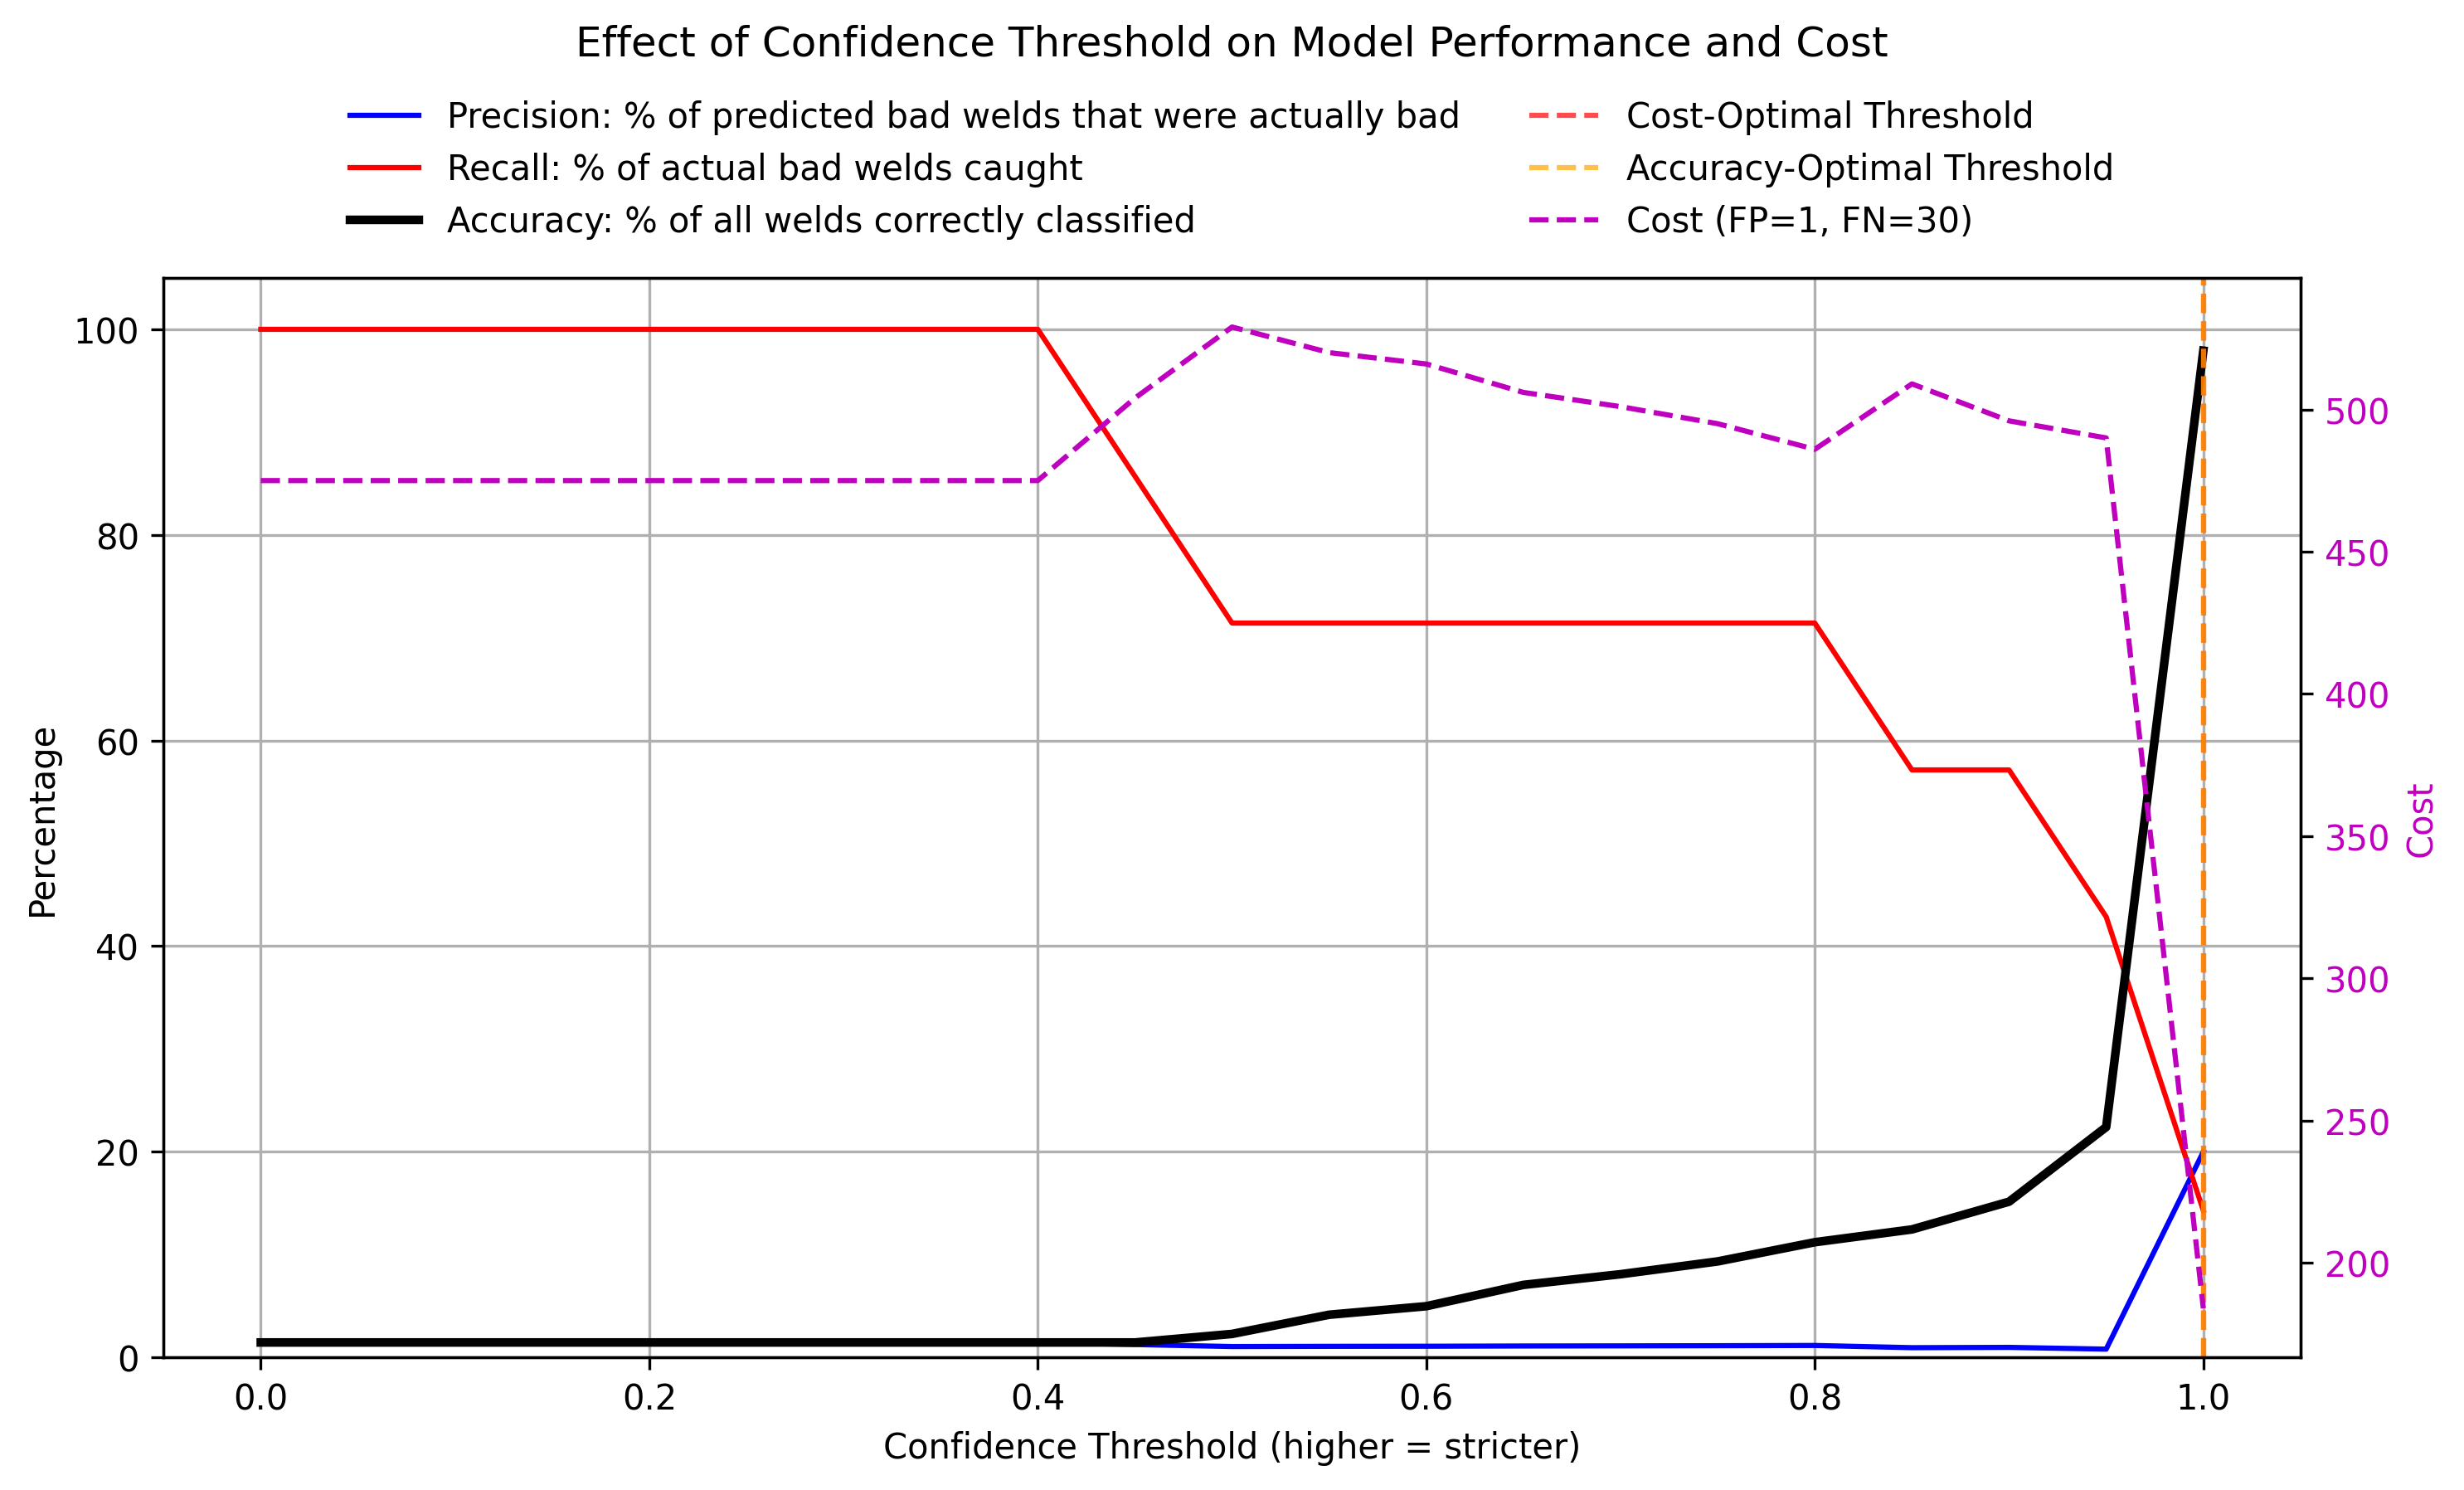 Effect of Confidence Threshold on Model Performance and Cost
Precision: % of predicted bad welds that were actually bad
Recall: % of actual bad welds caught
Accuracy: % of all welds correctly classified
Cost-Optimal Threshold
Accuracy-Optimal Threshold
Cost (FP=1, FN=30)
Percentage
100
80
60
40
20
0
0.0
0.2
0.4
0.6
0.8
1.0
Confidence Threshold (higher = stricter)
500
450
400
350
300
250
200
Cost